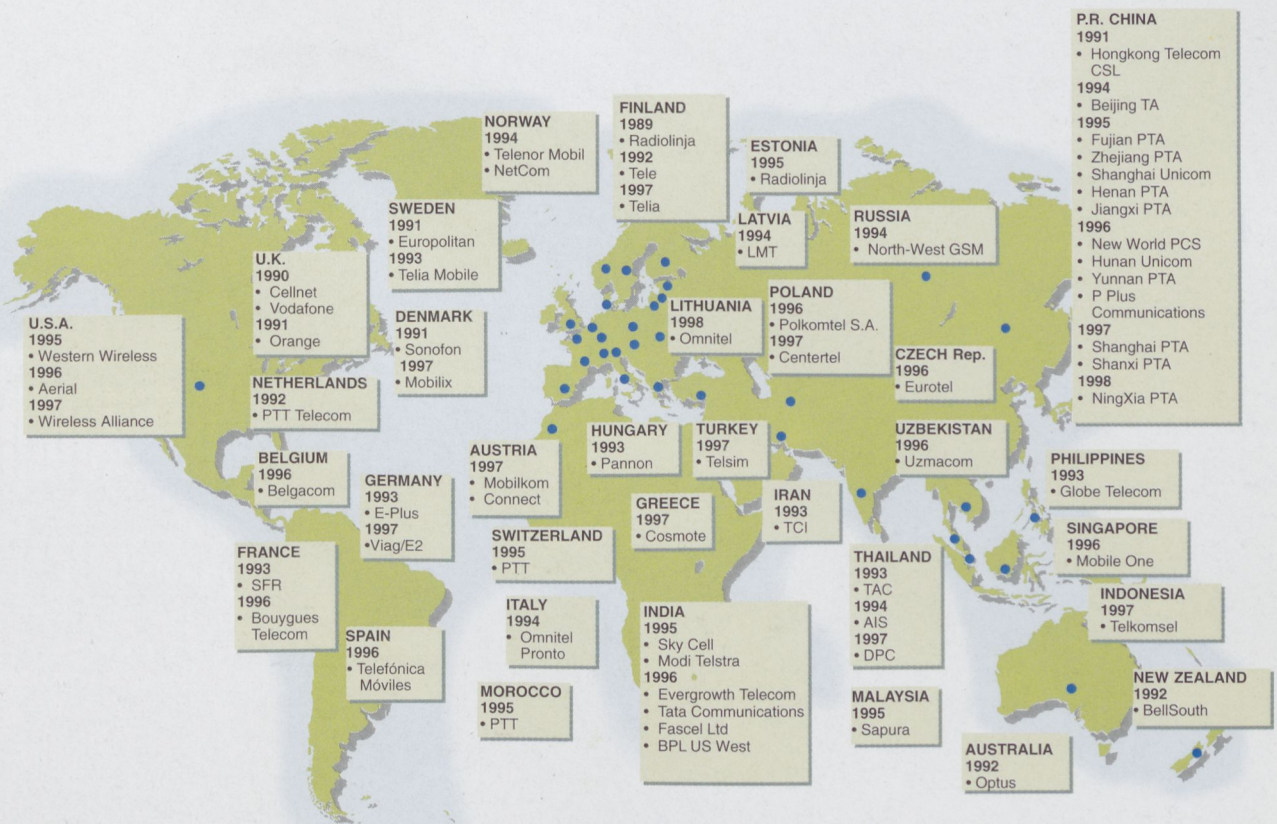 NORWAY
1994
• Telenor Mobil
• NetCom
FINLAND
1989
• Radiolinja
1992
• Tele
1997
• Telia
ESTONIA
1995
• Radiolinja
P.R. CHINA
1991
• Hongkong Telecom
CSL
1994
• Beijing TA
1995
• Fujian PTA
• Zhejiang PTA
• Shanghai Unicom
• Henan PTA
• Jiangxi PTA
1996
• New World PCS
• Hunan Unicom
• Yunnan PTA
• P Plus
Communications
1997
• Shanghai PTA
• Shanxi PTA
1998
• NingXia PTA
SWEDEN
1991
• Europolitan
1993
• Telia Mobile
LATVIA
1994
• LMT
RUSSIA
1994
• North-West GSM
U.K.
1990
• Cellnet
• Vodafone
1991
• Orange
U.S.A.
1995
• Western Wireless
1996
• Aerial
1997
• Wireless Alliance
DENMARK
1991
• Sonofon
1997
• Mobilix
LITHUANIA
1998
• Omnitel
POLAND
1996
• Polkomtel S.A.
1997
• Centertel
CZECH Rep.
1996
• Eurotel
NETHERLANDS
1992
• PTT Telecom
BELGIUM
1996
• Belgacom
GERMANY
1993
• E-Plus
1997
•Viag/E2
AUSTRIA
1997
• Mobilkom
• Connect
HUNGARY
1993
• Pannon
TURKEY
1997
• Telsim
UZBEKISTAN
1996
• Uzmacom
PHILIPPINES
1993
• Globe Telecom
GREECE
1997
• Cosmote
IRAN
1993
• TCI
SWITZERLAND
1995
• PTT
SINGAPORE
1996
• Mobile One
FRANCE
1993
• SFR
1996
• Bouygues
Telecom
THAILAND
1993
• TAC
1994
• AIS
1997
• DPC
INDONESIA
1997
• Telkomsel
ITALY
1994
• Omnitel
Pronto
INDIA
1995
• Sky Cell
• Modi Telstra
1996
• Evergrowth Telecom
• Tata Communications
• Fascel Ltd
• BPL US West
SPAIN
1996
• Telefónica
Móviles
MOROCCO
1995
• PTT
MALAYSIA
1995
• Sapura
NEW ZEALAND
1992
• BellSouth
AUSTRALIA
1992
• Optus